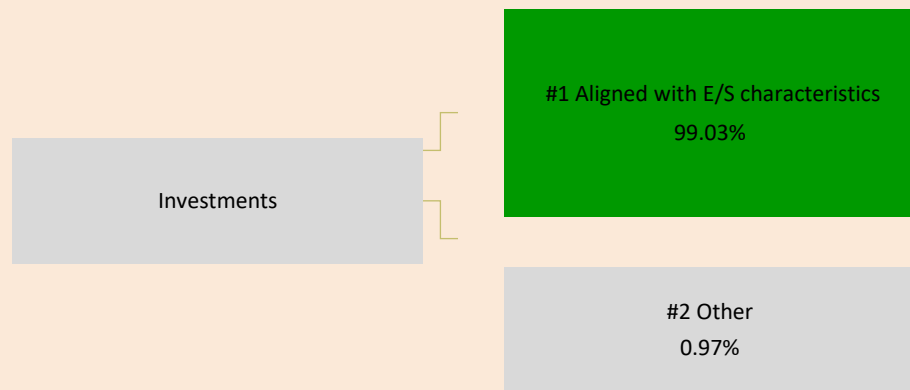 #1 Aligned with E/S characteristics
99.03%
Investments
#2 Other
0.97%